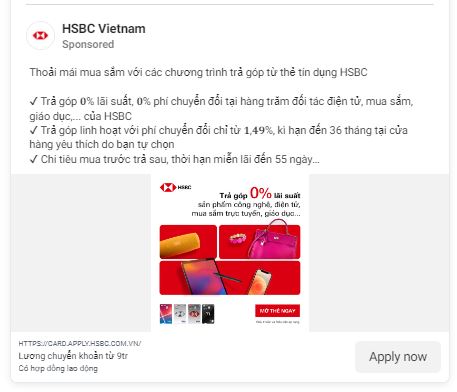 HSBC Vietnam
Sponsored
Thoải mái mua sắm với các chương trình trả góp từ thẻ tín dụng HSBC
✓ Trả góp 0% lãi suất, 0% phí chuyển đổi tại hàng trăm đối tác điện tử, mua sắm,
giáo dục,... của HSBC
✓ Trả góp linh hoạt với phí chuyển đổi chỉ từ 1,49%, kì hạn đến 36 tháng tại cửa
hàng yêu thích do bạn tự chọn
✓ Chi tiêu mua trước trả sau, thời hạn miễn lãi đến 55 ngày...
HSBC
Trả góp 0% lãi suất
sản phẩm công nghệ, điện tử,
mua sắm trực tuyến, giáo dục...
MỞ THẺ NGAY
HTTPS://CARD.APPLY.HSBC.COM.VN/
Lương chuyển khoản từ 9tr
Có hợp đồng lao động
Apply now